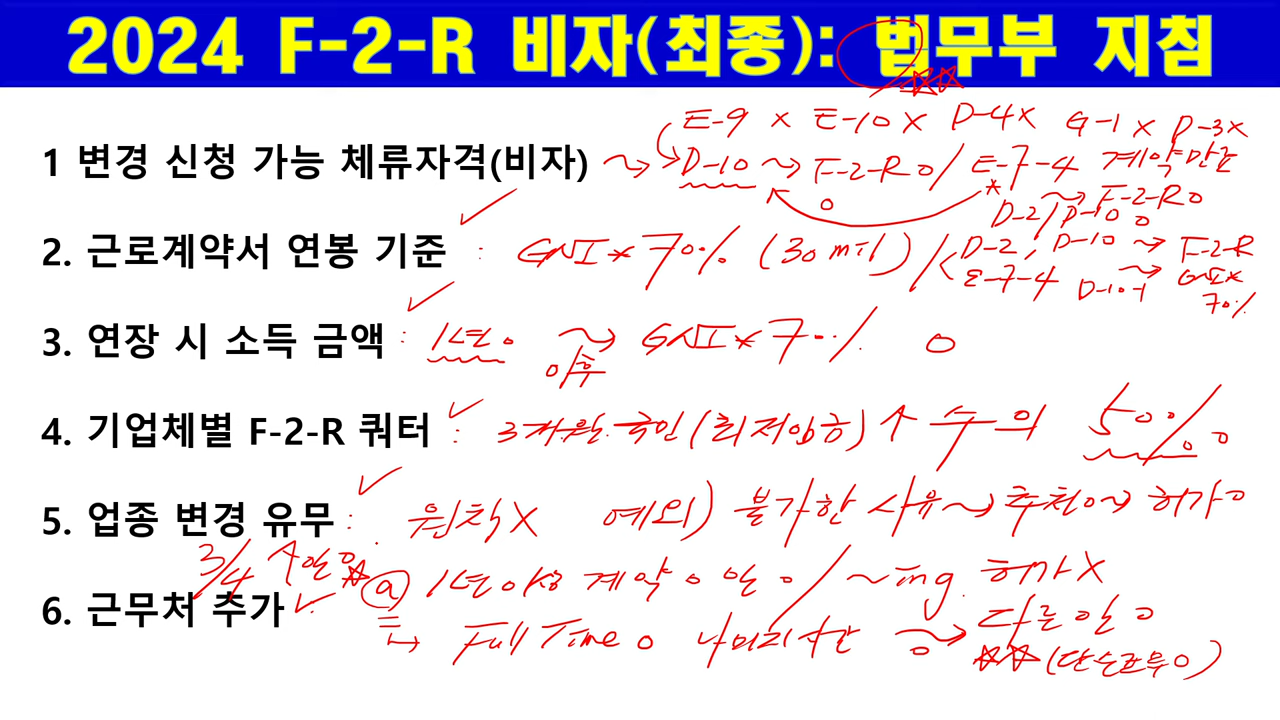 2024 F-2-R 비자(최종): 법무부 지침
E-9 x E-10 x D-4x G-1 x D-3x
1 변경 신청 가능 체류자격(비자) D-10 F-2-R o / E-7-4 계약만료
F-2-R o
D-2/D-10 o
2. 근로계약서 연봉 기준 : GNI* 70% (30 mil) / D-2, D-10 F-2-R
E-7-4 D-10-1 GNI*
70%
3. 연장 시 소득 금액 : 1년 o GNI* 70% o
이후
4. 기업체별 F-2-R 쿼터 : 3개월 국인(최저임금)↑ 수의 50%
5. 업종 변경 유무 : 원칙X 예외) 불가한 사유 추천 o 허가 o
3/4 A 일 o
6. 근무처 추가 : ⓐ 1년 이상 계약 o 일 o / ~ing 허가 X
Full Time o 나머지 시간 다른 일 o
(단순노무 o)